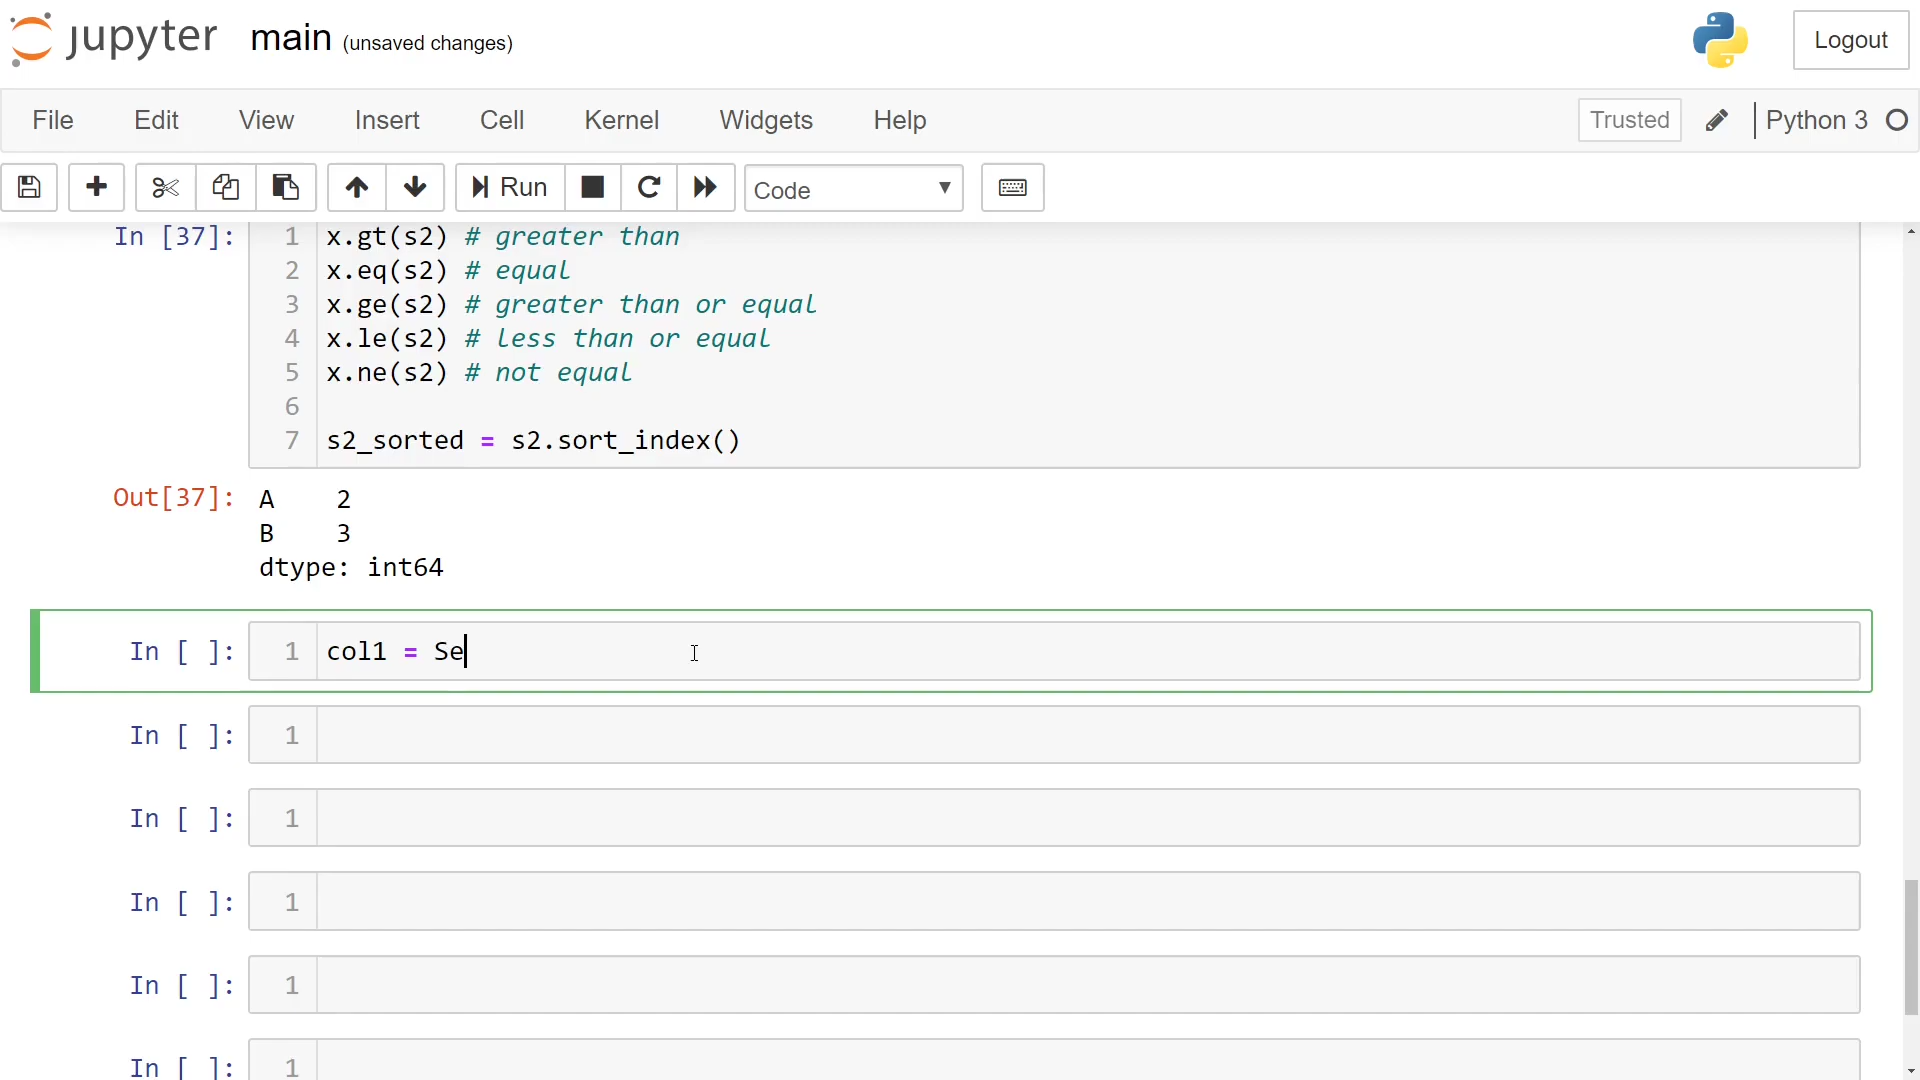 jupyter main (unsaved changes) Logout
File Edit View Insert Cell Kernel Widgets Help Trusted Python 3
Run Code
In [37]: 1 x.gt(s2) # greater than
2 x.eq(s2) # equal
3 x.ge(s2) # greater than or equal
4 x.le(s2) # less than or equal
5 x.ne(s2) # not equal
6
7 s2_sorted = s2.sort_index()
Out[37]: A 2
B 3
dtype: int64
In [ ]: 1 col1 = Se
In [ ]: 1
In [ ]: 1
In [ ]: 1
In [ ]: 1
In [ ]: 1